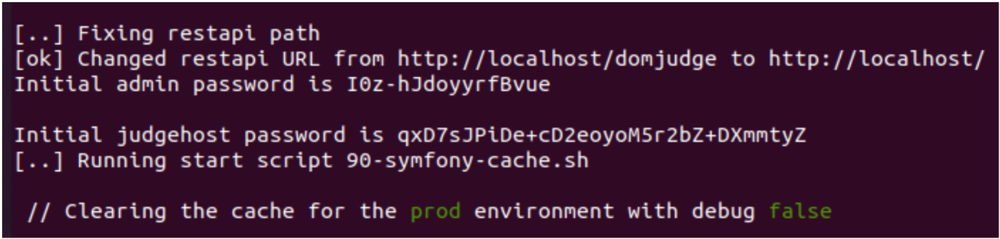 [..] Fixing restapi path
[ok] Changed restapi URL from http://localhost/domjudge to http://localhost/
Initial admin password is I0z-hJdoyyrfBvue
Initial judgehost password is qxD7sJPiDe+cD2eoyoM5r2bZ+DXmmtyZ
[..] Running start script 90-symfony-cache.sh
// Clearing the cache for the prod environment with debug false